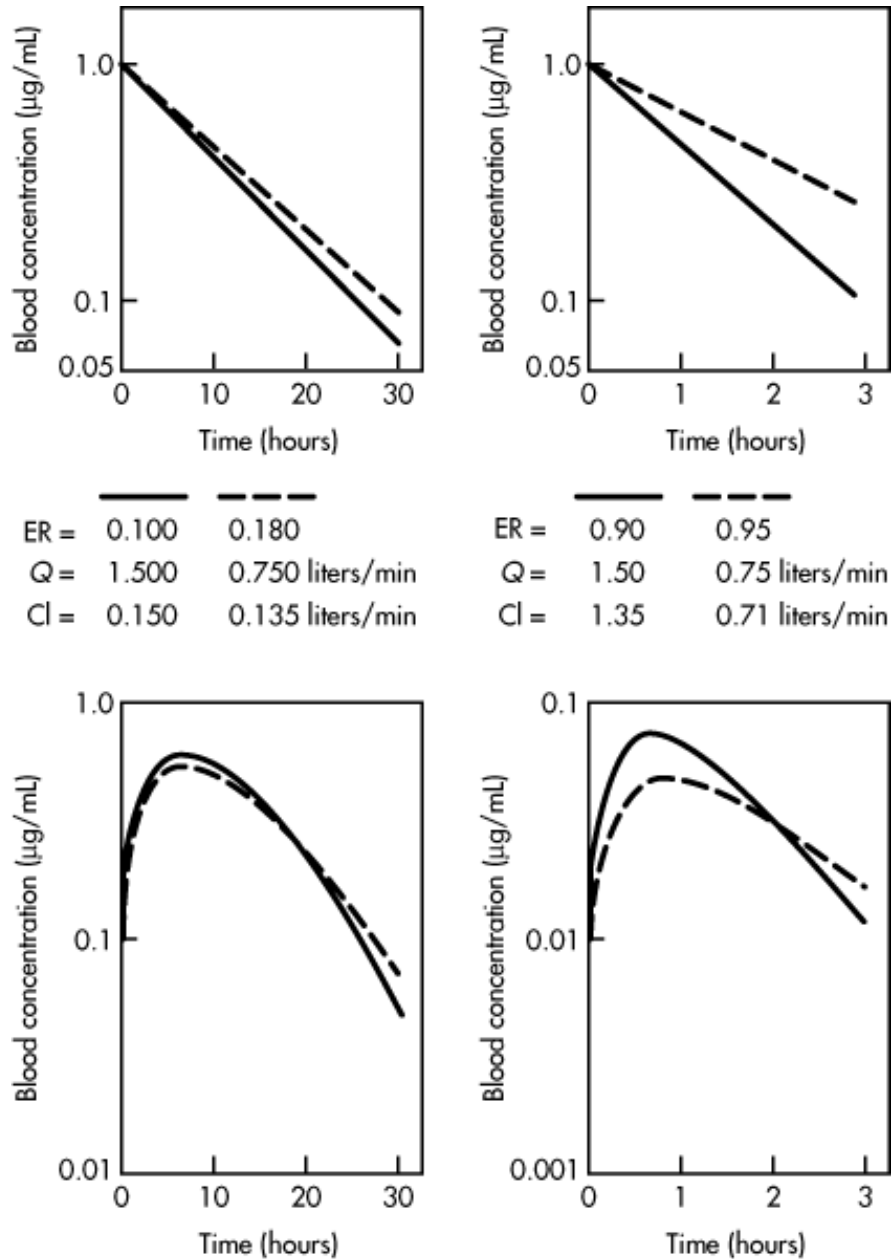 Blood concentration (μg/mL)
1.0
0.1
0.05
0 10 20 30
Time (hours)
Blood concentration (μg/mL)
1.0
0.1
0.05
0 1 2 3
Time (hours)
ER = 0.100 0.180
Q = 1.500 0.750 liters/min
Cl = 0.150 0.135 liters/min
ER = 0.90 0.95
Q = 1.50 0.75 liters/min
Cl = 1.35 0.71 liters/min
Blood concentration (μg/mL)
1.0
0.1
0.01
0 10 20 30
Time (hours)
Blood concentration (μg/mL)
0.1
0.01
0.001
0 1 2 3
Time (hours)